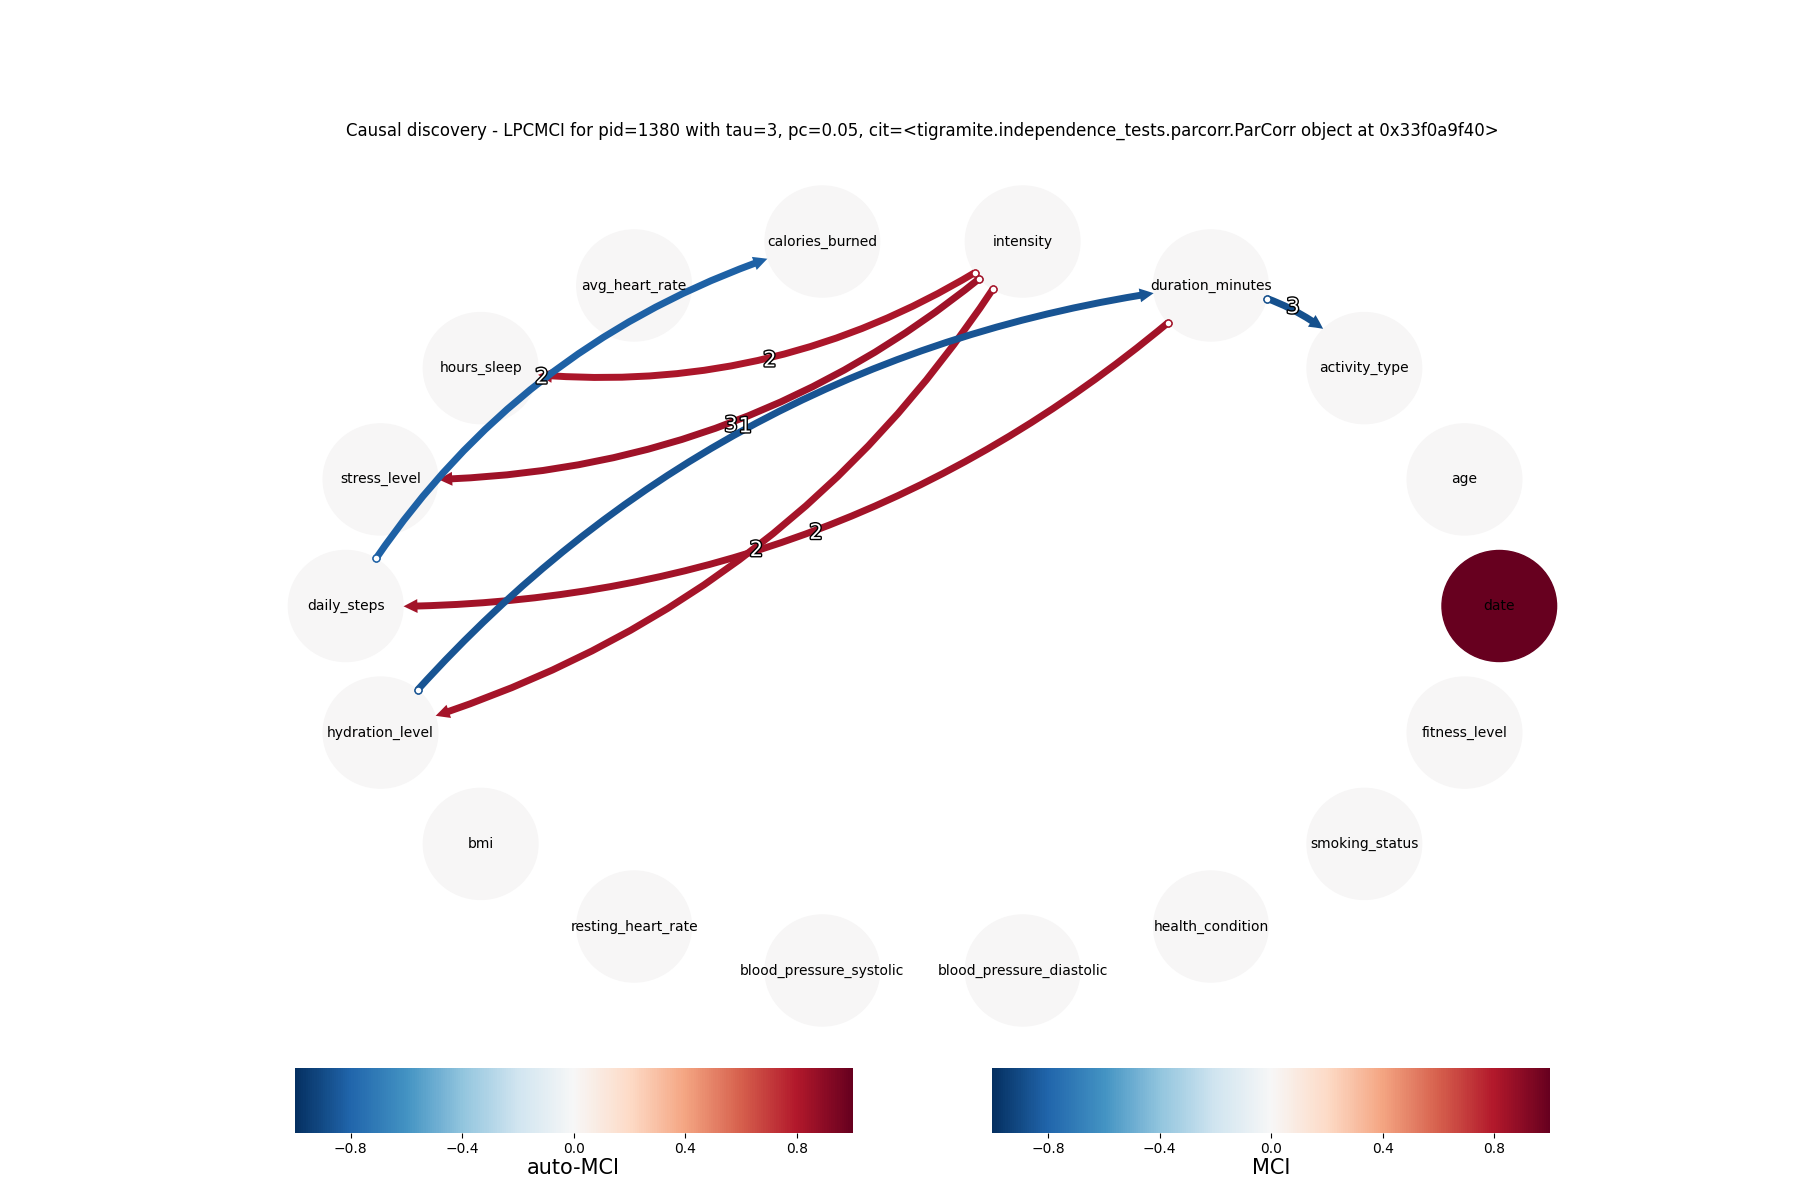 Causal discovery - LPCMCI for pid=1380 with tau=3, pc=0.05, cit=<tigramite.independence_tests.parcorr.ParCorr object at 0x33f0a9f40>
calories_burned
intensity
avg_heart_rate
duration_minutes
3
2
hours_sleep
2
activity_type
3
1
stress_level
age
2
2
daily_steps
date
hydration_level
fitness_level
bmi
smoking_status
resting_heart_rate
health_condition
blood_pressure_systolic
blood_pressure_diastolic
−0.8 −0.4 0.0 0.4 0.8
auto-MCI
−0.8 −0.4 0.0 0.4 0.8
MCI